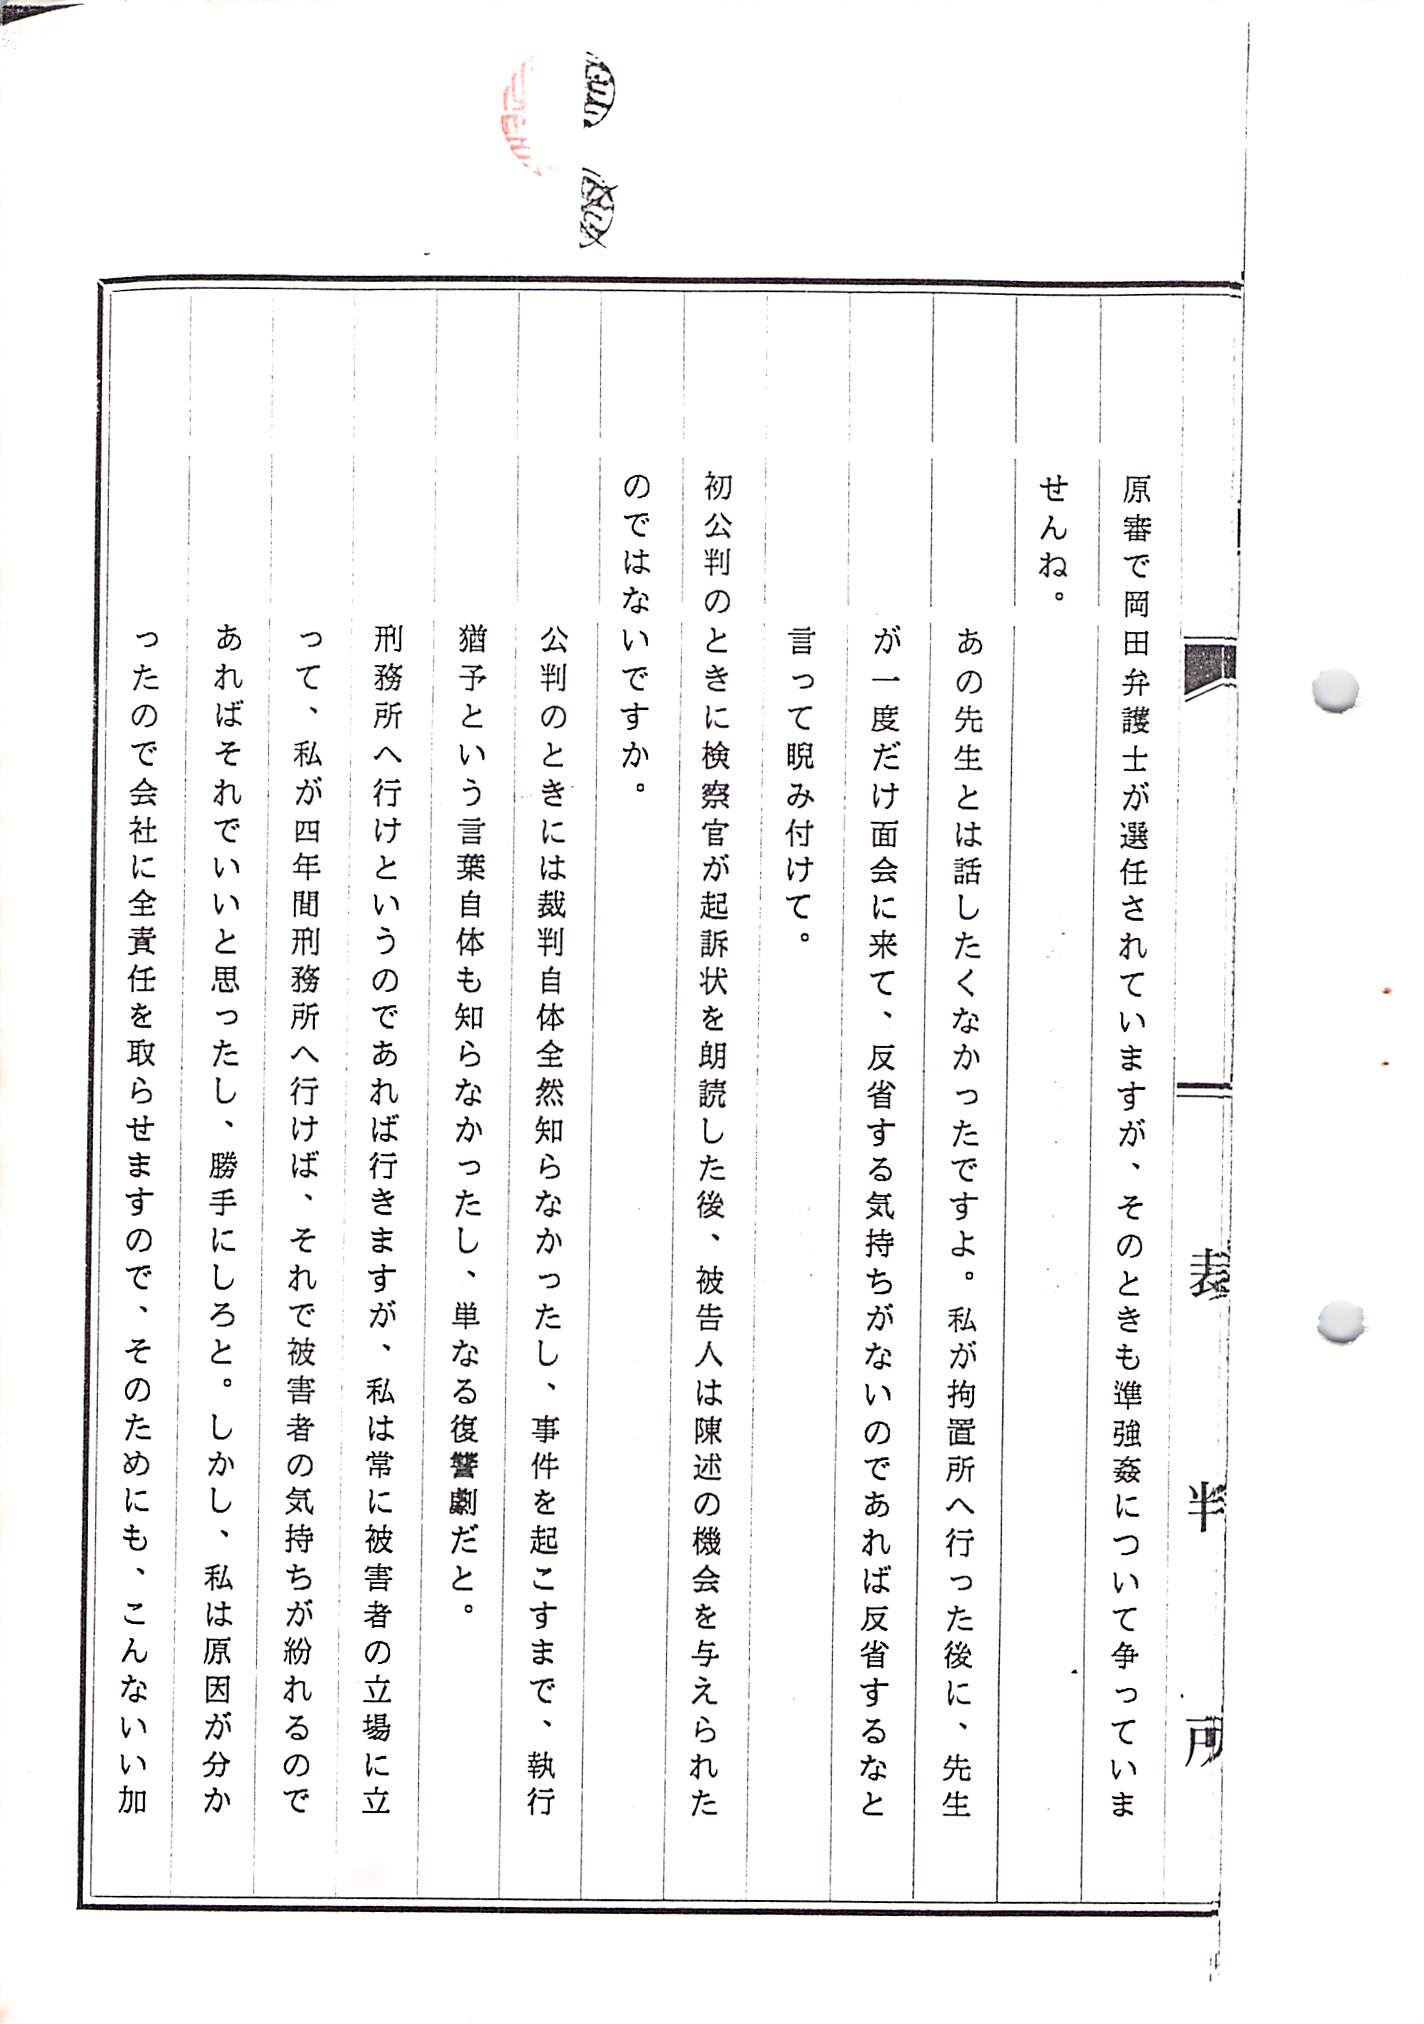 原審で岡田弁護士が選任されていますが、そのときも準強姦について争っていま
せんね。
あの先生とは話したくなかったですよ。私が拘置所へ行った後に、先生
が一度だけ面会に来て、反省する気持ちがないのであれば反省するなと
言って睨み付けて。
初公判のときに検察官が起訴状を朗読した後、被告人は陳述の機会を与えられた
のではないですか。
公判のときには裁判自体全然知らなかったし、事件を起こすまで、執行
猶予という言葉自体も知らなかったし、単なる復讐劇だと。
刑務所へ行けというのであれば行きますが、私は常に被害者の立場に立
って、私が四年間刑務所へ行けば、それで被害者の気持ちが紛れるので
あればそれでいいと思ったし、勝手にしろと。しかし、私は原因が分か
ったので会社に全責任を取らせますので、そのためにも、こんないい加